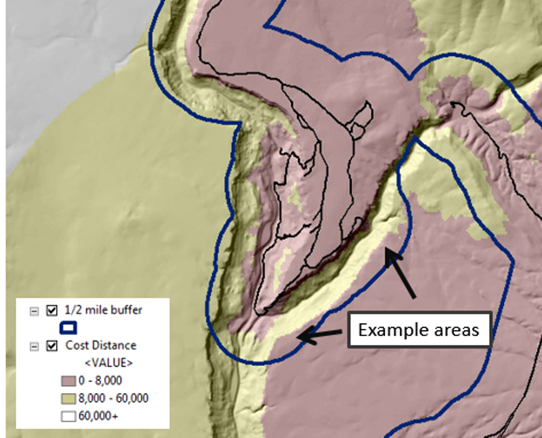 Example areas
1/2 mile buffer
Cost Distance
<VALUE>
0 - 8,000
8,000 - 60,000
60,000+